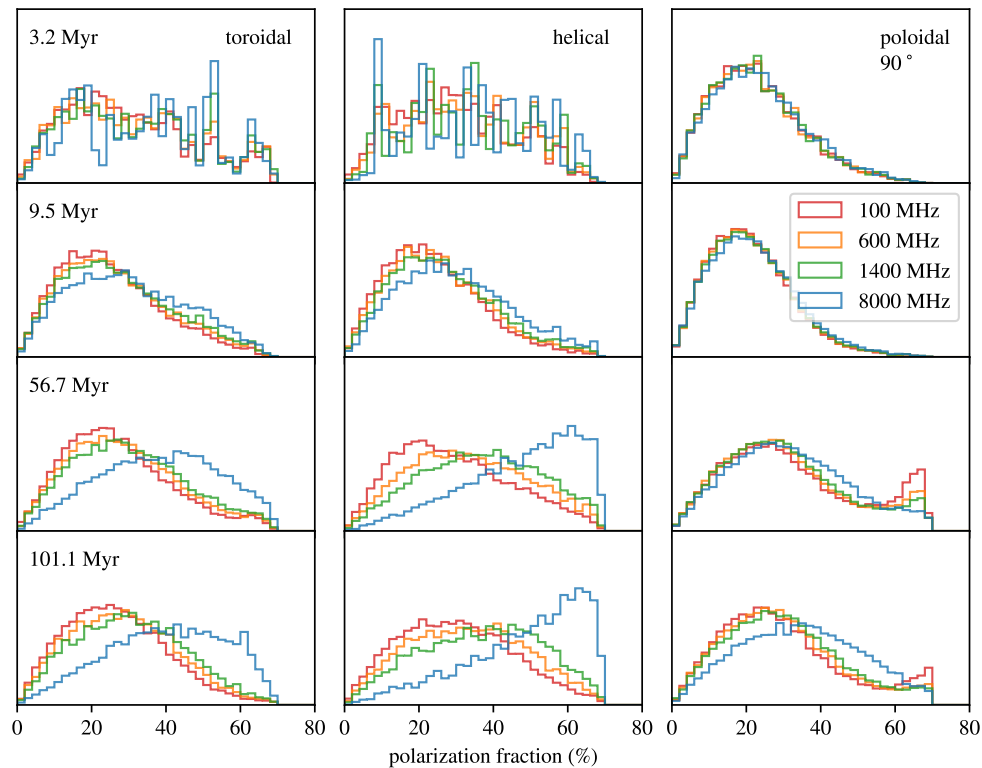 3.2 Myr
toroidal
helical
poloidal
90°
9.5 Myr
100 MHz
600 MHz
1400 MHz
8000 MHz
56.7 Myr
101.1 Myr
0 20 40 60 80 0 20 40 60 80 0 20 40 60 80
polarization fraction (%)